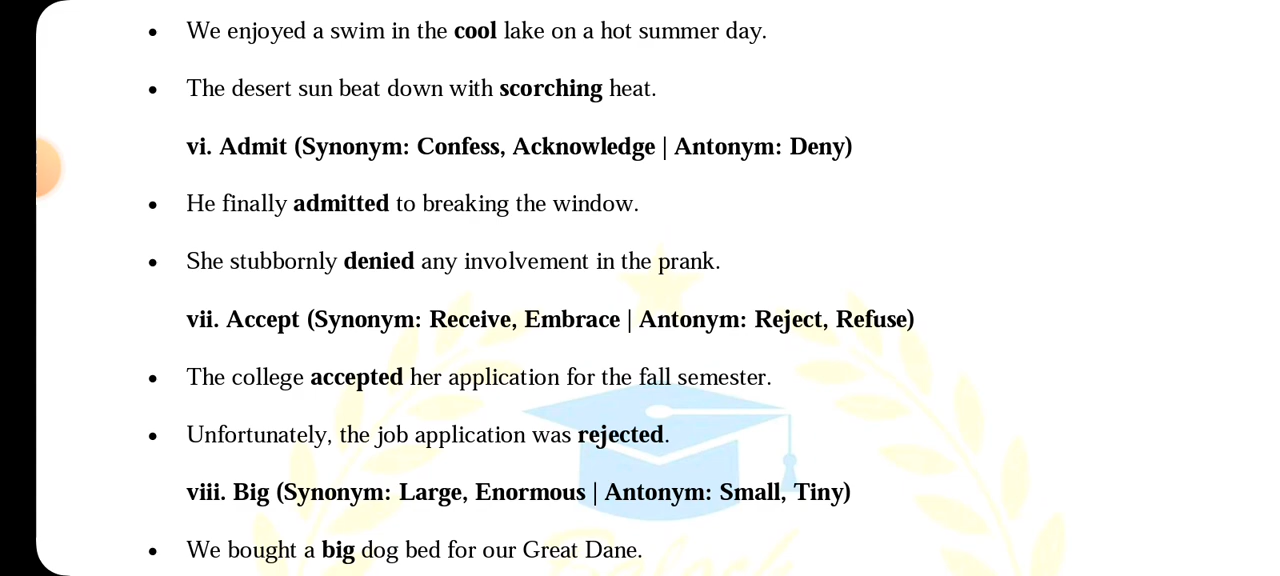 • We enjoyed a swim in the cool lake on a hot summer day.
• The desert sun beat down with scorching heat.
vi. Admit (Synonym: Confess, Acknowledge | Antonym: Deny)
• He finally admitted to breaking the window.
• She stubbornly denied any involvement in the prank.
vii. Accept (Synonym: Receive, Embrace | Antonym: Reject, Refuse)
• The college accepted her application for the fall semester.
• Unfortunately, the job application was rejected.
viii. Big (Synonym: Large, Enormous | Antonym: Small, Tiny)
• We bought a big dog bed for our Great Dane.